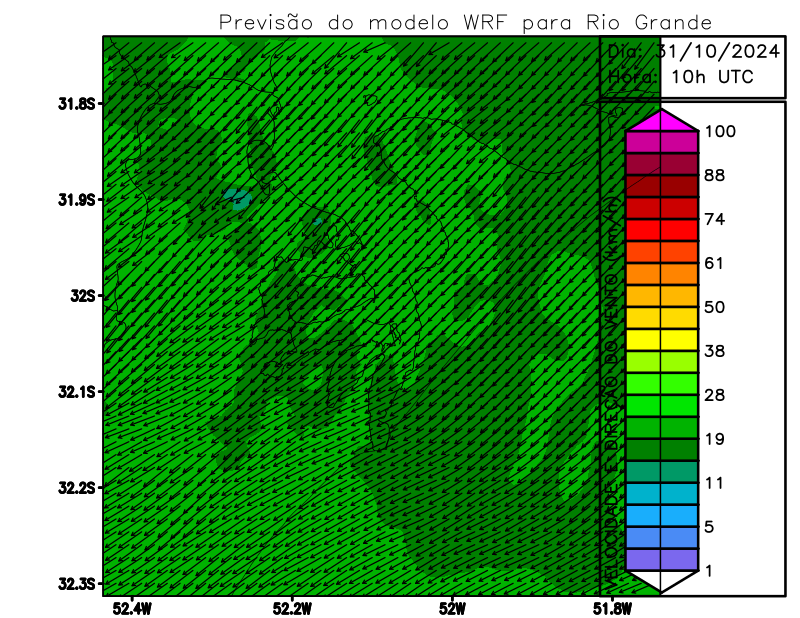 Previsão do modelo WRF para Rio Grande
Dia: 31/10/2024
Hora: 10h UTC
31.8S
31.9S
32S
32.1S
32.2S
32.3S
52.4W
52.2W
52W
51.8W
VELOCIDADE E DIREÇÃO DO VENTO (Km/h)
100
88
74
61
50
38
28
19
11
5
1